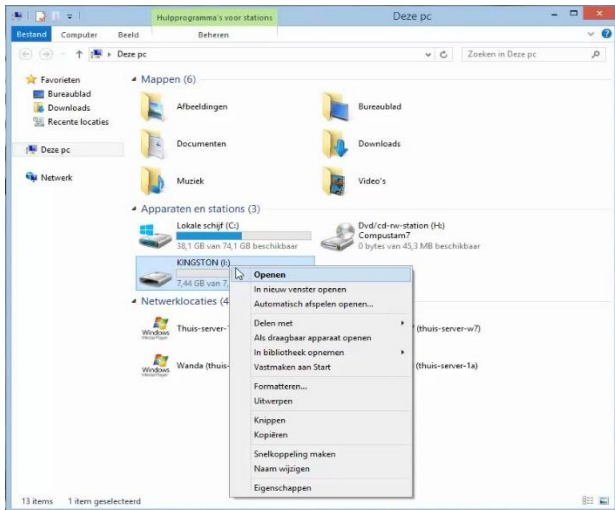 Hulpprogramma's voor stations
Deze pc
Bestand Computer Beeld Beheren
Deze pc
Zoeken in Deze pc
Favorieten
Bureaublad
Downloads
Recente locaties
Deze pc
Netwerk
Mappen (6)
Afbeeldingen
Bureaublad
Documenten
Downloads
Muziek
Video's
Apparaten en stations (3)
Lokale schijf (C:)
38,1 GB van 74,1 GB beschikbaar
Dvd/cd-rw-station (H:)
Compustam7
0 bytes van 45,3 MB beschikbaar
KINGSTON (I:)
7,44 GB van 7,
Netwerklocaties (4
Thuis-server-
(thuis-server-w7)
Wanda (thuis-
(thuis-server-1a)
Openen
In nieuw venster openen
Automatisch afspelen openen...
Delen met
Als draagbaar apparaat openen
In bibliotheek opnemen
Vastmaken aan Start
Formatteren...
Uitwerpen
Knippen
Kopiëren
Snelkoppeling maken
Naam wijzigen
Eigenschappen
13 items 1 item geselecteerd